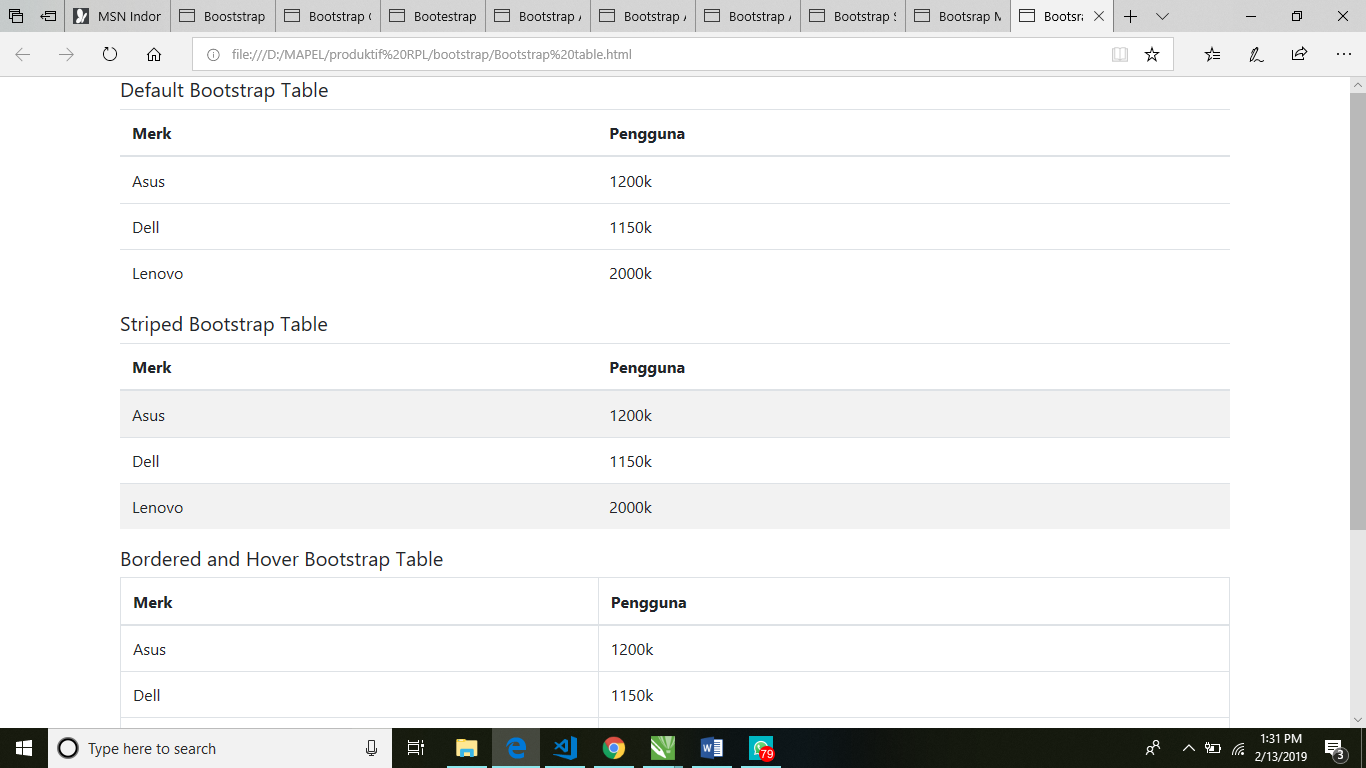 MSN Indor Booststrap Bootstrap Bootestrap Bootstrap Bootstrap Bootstrap Bootstrap Bootsrap Bootsra
file:///D:/MAPEL/produktif%20RPL/bootstrap/Bootstrap%20table.html
Default Bootstrap Table
Merk Pengguna
Asus 1200k
Dell 1150k
Lenovo 2000k
Striped Bootstrap Table
Merk Pengguna
Asus 1200k
Dell 1150k
Lenovo 2000k
Bordered and Hover Bootstrap Table
Merk Pengguna
Asus 1200k
Dell 1150k
Type here to search
79
1:31 PM
2/13/2019
3